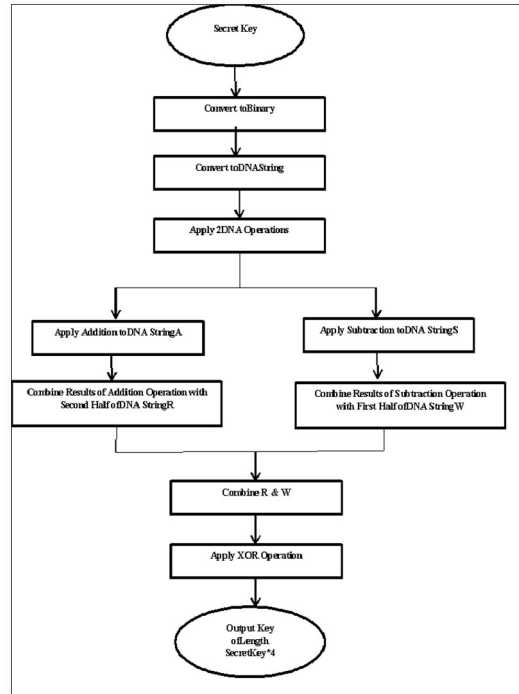 Secret Key
Convert toBinary
Convert toDNAString
Apply 2DNA Operations
Apply Addition toDNA StringA
Apply Subtraction toDNA StringS
Combine Results of Addition Operation with
Second Half ofDNA StringR
Combine Results of Subtraction Operation
with First Half ofDNA StringW
Combine R & W
Apply XOR Operation
Output Key
ofLength
SecretKey*4